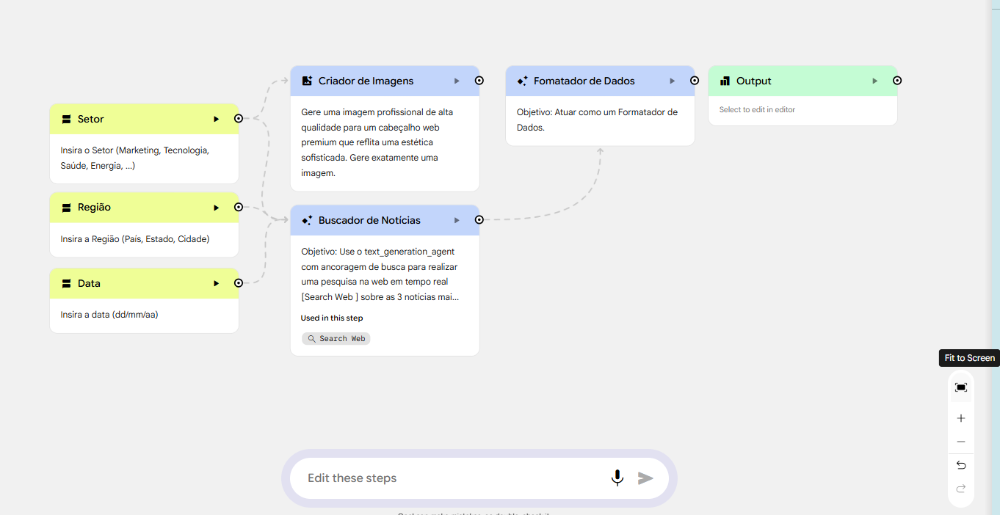 Setor
Insira o Setor (Marketing, Tecnologia,
Saúde, Energia, ...)
Região
Insira a Região (País, Estado, Cidade)
Data
Insira a data (dd/mm/aa)
Criador de Imagens
Gere uma imagem profissional de alta
qualidade para um cabeçalho web
premium que reflita uma estética
sofisticada. Gere exatamente uma
imagem.
Buscador de Notícias
Objetivo: Use o text_generation_agent
com ancoragem de busca para realizar
uma pesquisa na web em tempo real
[Search Web ] sobre as 3 notícias mai...
Used in this step
Search Web
Fomatador de Dados
Objetivo: Atuar como um Formatador de
Dados.
Output
Select to edit in editor
Fit to Screen
Edit these steps